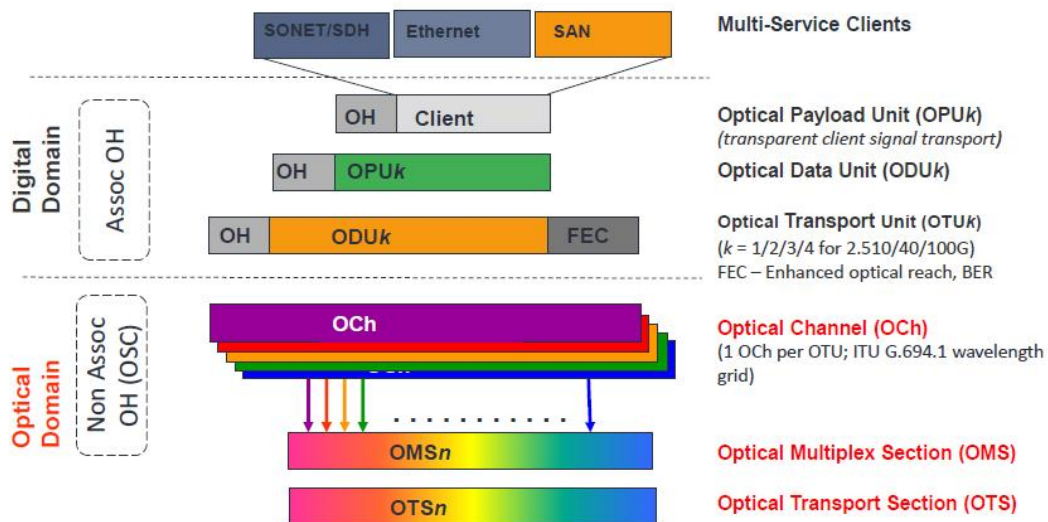 SONET/SDH Ethernet SAN Multi-Service Clients
OH Client Optical Payload Unit (OPUk)
(transparent client signal transport)
OH OPUk Optical Data Unit (ODUk)
Digital Domain
Assoc OH
OH ODUk FEC Optical Transport Unit (OTUk)
(k = 1/2/3/4 for 2.510/40/100G)
FEC – Enhanced optical reach, BER
OCh Optical Channel (OCh)
(1 OCh per OTU; ITU G.694.1 wavelength
grid)
Optical Domain
Non Assoc OH (OSC)
. . . . . . . . . . .
OMSn Optical Multiplex Section (OMS)
OTSn Optical Transport Section (OTS)